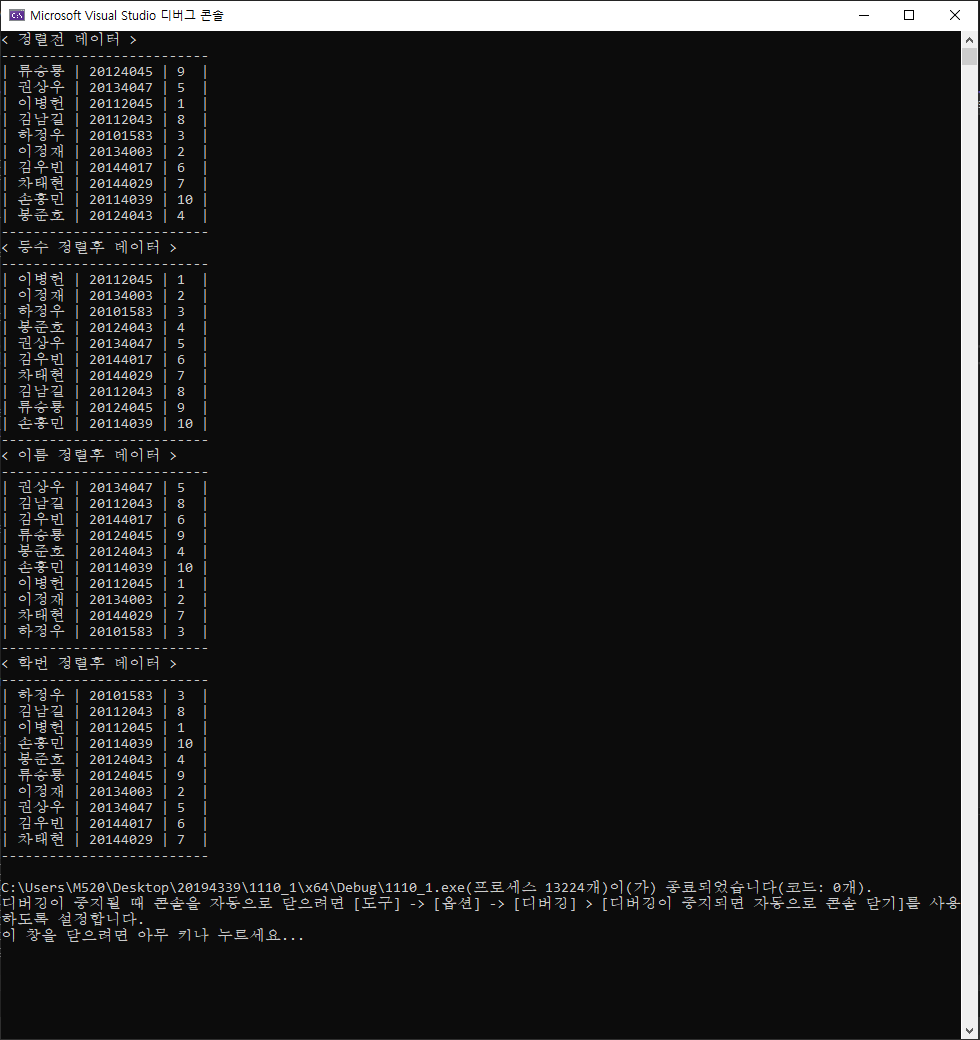 Microsoft Visual Studio 디버그 콘솔
< 정렬전 데이터 >
--------------------------
| 류승룡 | 20124045 | 9  |
| 권상우 | 20134047 | 5  |
| 이병헌 | 20112045 | 1  |
| 김남길 | 20112043 | 8  |
| 하정우 | 20101583 | 3  |
| 이정재 | 20134003 | 2  |
| 김우빈 | 20144017 | 6  |
| 차태현 | 20144029 | 7  |
| 손흥민 | 20114039 | 10 |
| 봉준호 | 20124043 | 4  |
--------------------------
< 등수 정렬후 데이터 >
--------------------------
| 이병헌 | 20112045 | 1  |
| 이정재 | 20134003 | 2  |
| 하정우 | 20101583 | 3  |
| 봉준호 | 20124043 | 4  |
| 권상우 | 20134047 | 5  |
| 김우빈 | 20144017 | 6  |
| 차태현 | 20144029 | 7  |
| 김남길 | 20112043 | 8  |
| 류승룡 | 20124045 | 9  |
| 손흥민 | 20114039 | 10 |
--------------------------
< 이름 정렬후 데이터 >
--------------------------
| 권상우 | 20134047 | 5  |
| 김남길 | 20112043 | 8  |
| 김우빈 | 20144017 | 6  |
| 류승룡 | 20124045 | 9  |
| 봉준호 | 20124043 | 4  |
| 손흥민 | 20114039 | 10 |
| 이병헌 | 20112045 | 1  |
| 이정재 | 20134003 | 2  |
| 차태현 | 20144029 | 7  |
| 하정우 | 20101583 | 3  |
--------------------------
< 학번 정렬후 데이터 >
--------------------------
| 하정우 | 20101583 | 3  |
| 김남길 | 20112043 | 8  |
| 이병헌 | 20112045 | 1  |
| 손흥민 | 20114039 | 10 |
| 봉준호 | 20124043 | 4  |
| 류승룡 | 20124045 | 9  |
| 이정재 | 20134003 | 2  |
| 권상우 | 20134047 | 5  |
| 김우빈 | 20144017 | 6  |
| 차태현 | 20144029 | 7  |
--------------------------
C:\Users\M520\Desktop\20194339\1110_1\x64\Debug\1110_1.exe(프로세스 13224개)이(가) 종료되었습니다(코드: 0개).
디버깅이 중지될 때 콘솔을 자동으로 닫으려면 [도구] -> [옵션] -> [디버깅] > [디버깅이 중지되면 자동으로 콘솔 닫기]를 사용
하도록 설정합니다.
이 창을 닫으려면 아무 키나 누르세요...